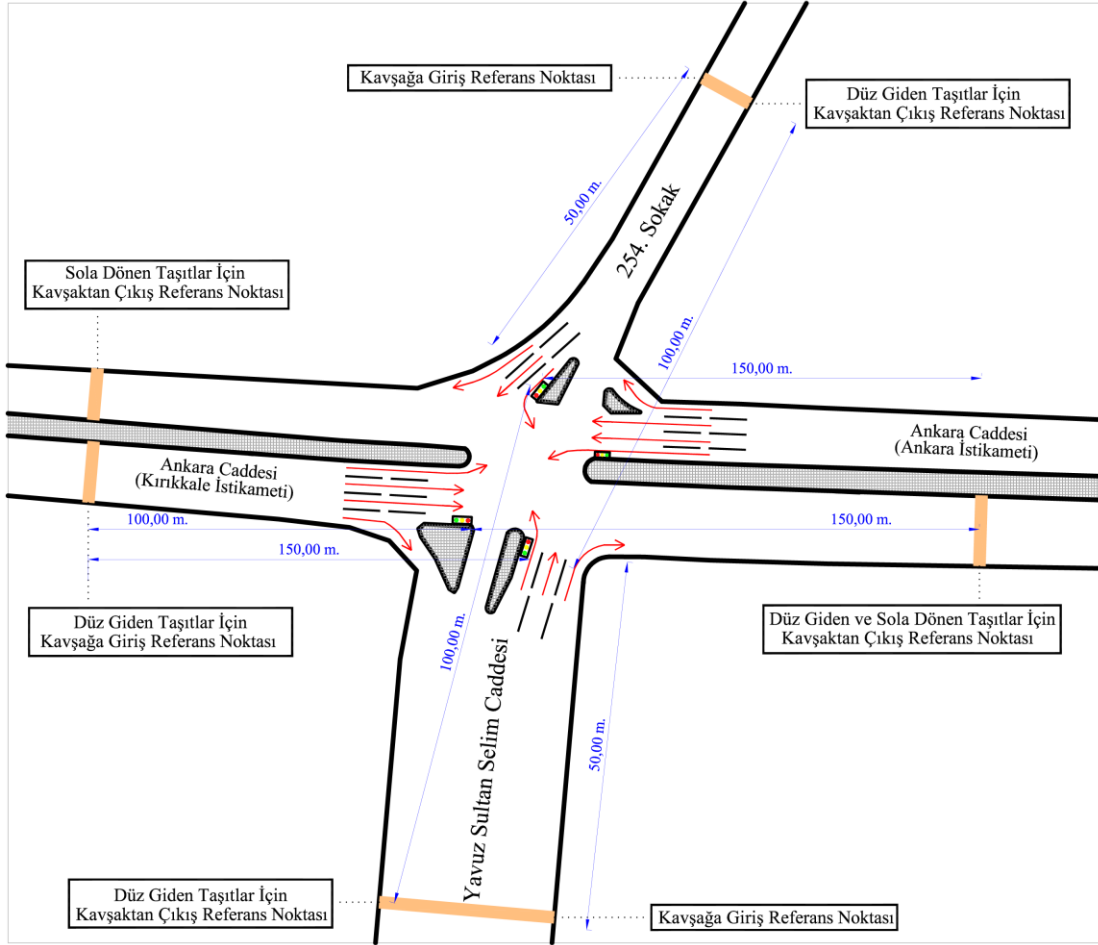 Kavşağa Giriş Referans Noktası
Düz Giden Taşıtlar İçin
Kavşaktan Çıkış Referans Noktası
50,00 m.
254. Sokak
Sola Dönen Taşıtlar İçin
Kavşaktan Çıkış Referans Noktası
100,00 m.
150,00 m.
Ankara Caddesi
(Ankara İstikameti)
Ankara Caddesi
(Kırıkkale İstikameti)
100,00 m.
150,00 m.
150,00 m.
Düz Giden Taşıtlar İçin
Kavşağa Giriş Referans Noktası
Düz Giden ve Sola Dönen Taşıtlar İçin
Kavşaktan Çıkış Referans Noktası
100,00 m.
Yavuz Sultan Selim Caddesi
50,00 m.
Düz Giden Taşıtlar İçin
Kavşaktan Çıkış Referans Noktası
Kavşağa Giriş Referans Noktası